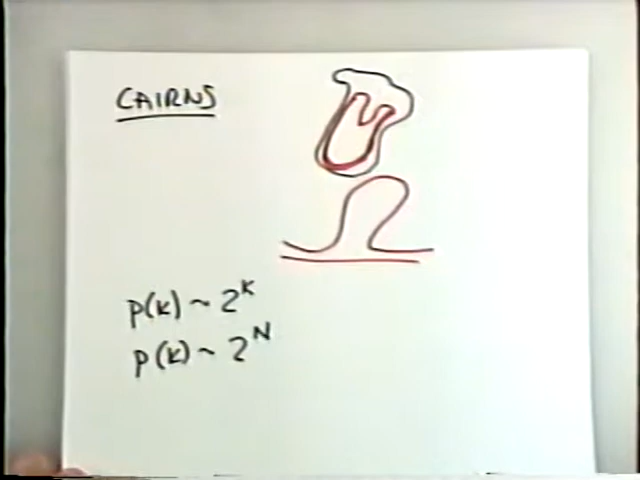 CAIRNS
p(k) ~ 2^k
p(k) ~ 2^N